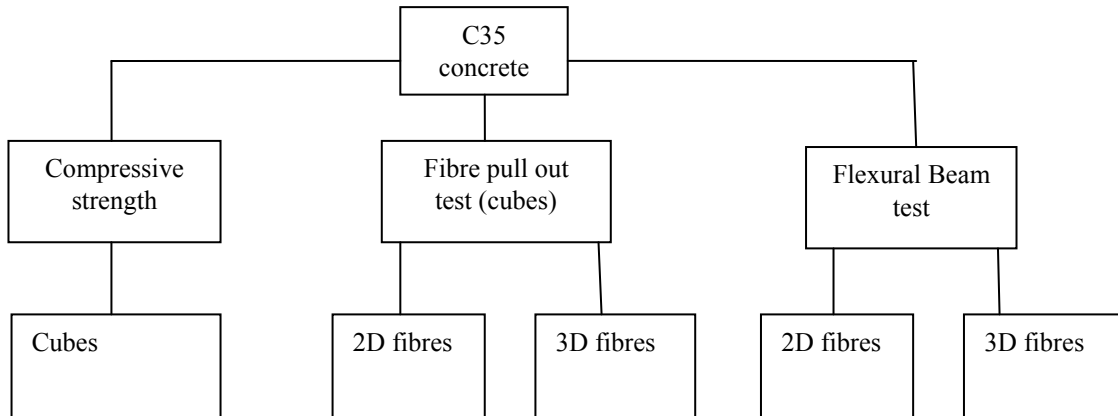 C35
concrete
Compressive
strength
Fibre pull out
test (cubes)
Flexural Beam
test
Cubes
2D fibres
3D fibres
2D fibres
3D fibres